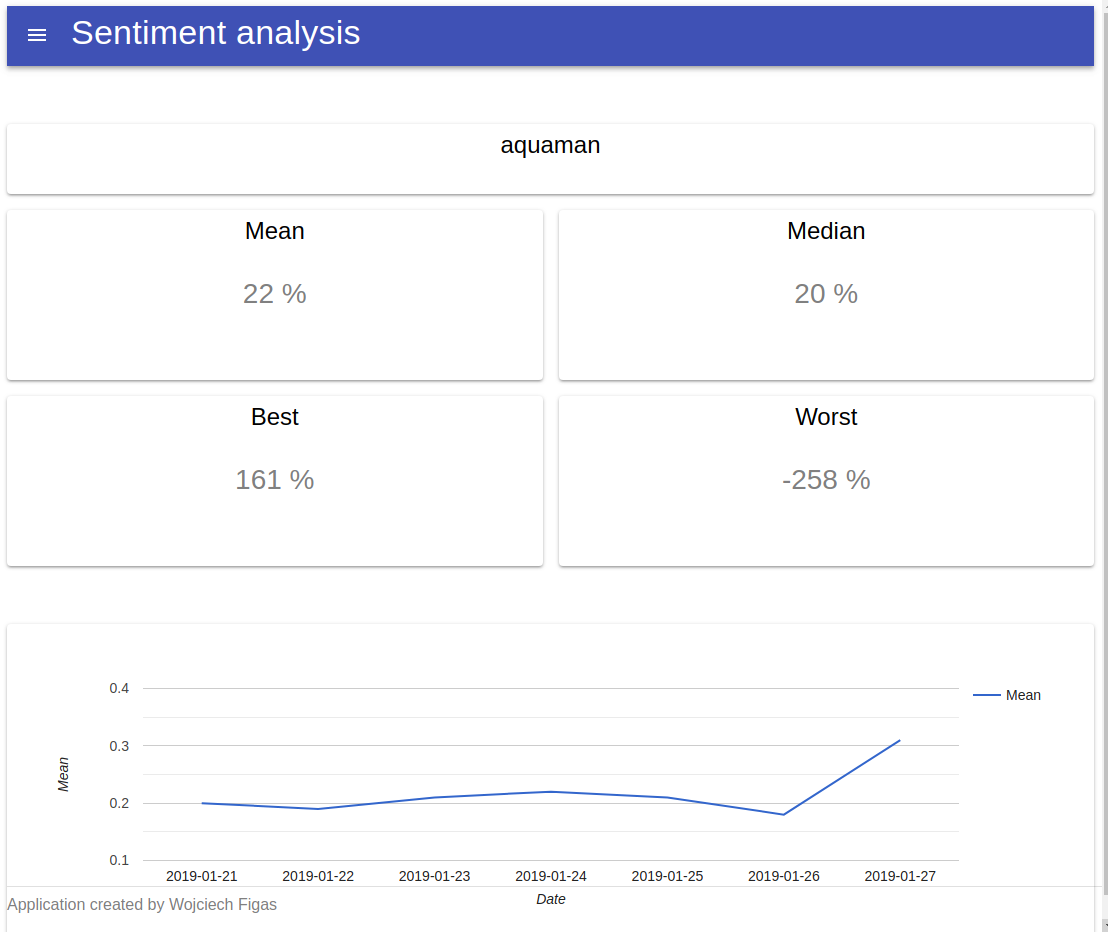 Sentiment analysis
aquaman
Mean
22 %
Median
20 %
Best
161 %
Worst
-258 %
0.4
0.3
0.2
0.1
Mean
Mean
2019-01-21 2019-01-22 2019-01-23 2019-01-24 2019-01-25 2019-01-26 2019-01-27
Date
Application created by Wojciech Figas